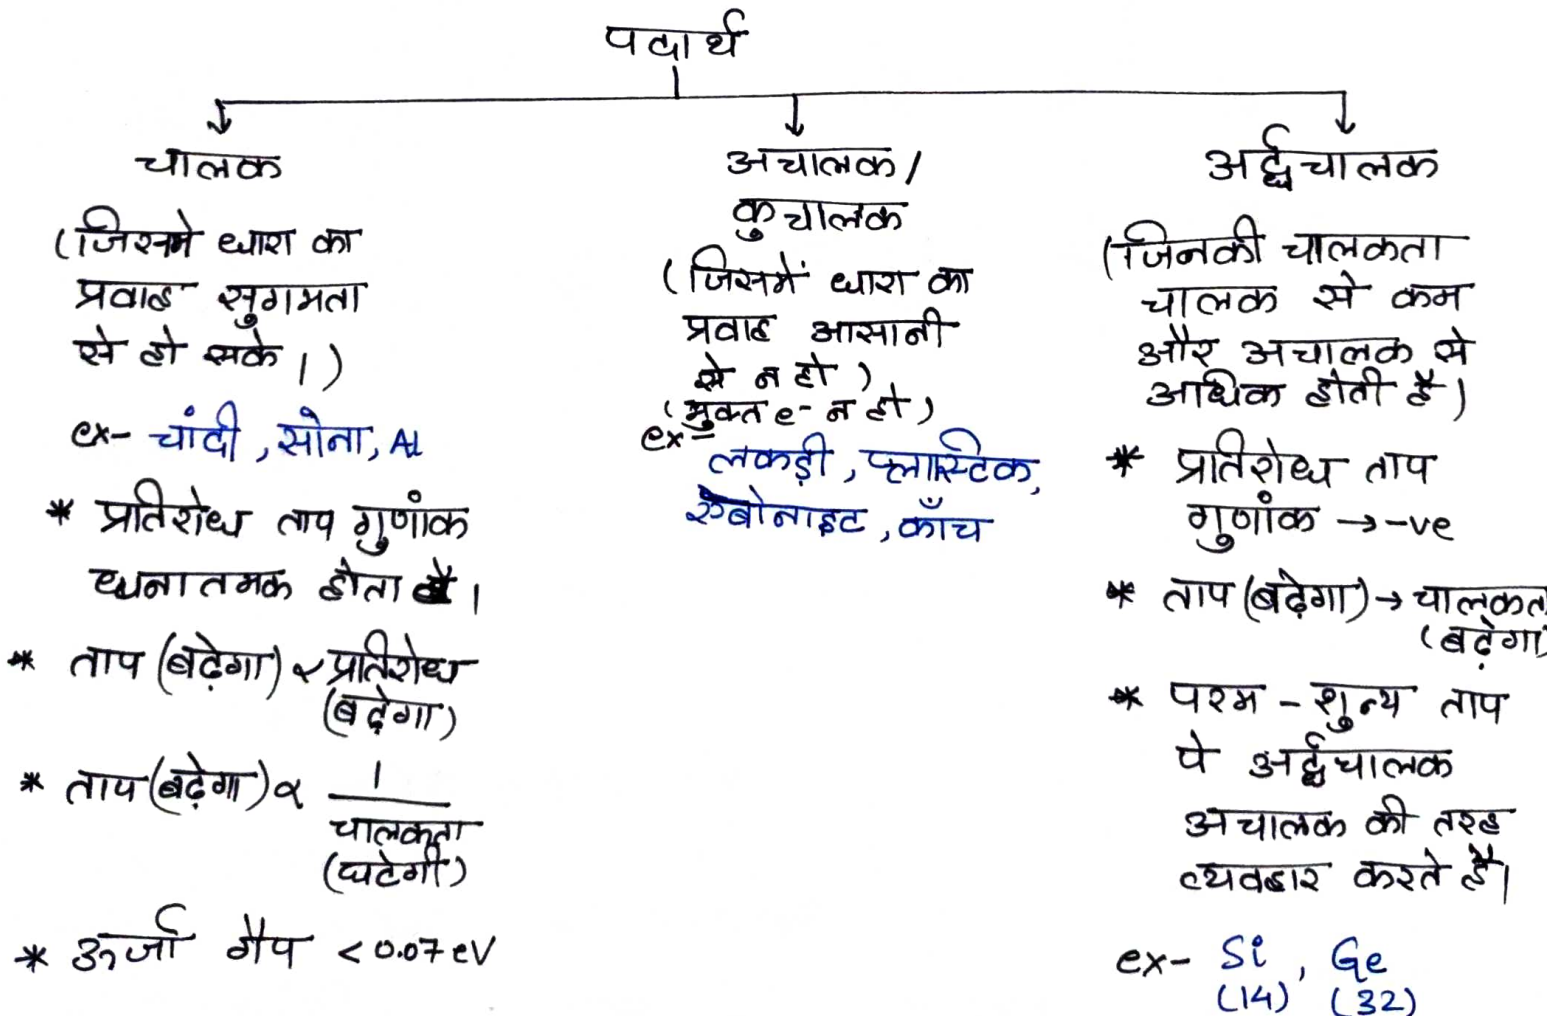 पदार्थ
चालक
(जिसमे धारा का
प्रवाह सुगमता
से हो सके।)
ex- चांदी, सोना, Al
* प्रतिरोध ताप गुणांक
धनातमक होता है।
* ताप (बढ़ेगा) ∝ प्रतिरोध
(बढ़ेगा)
* ताप (बढ़ेगा) ∝ 1
चालकता
(घटेगी)
* ऊर्जा गैप < 0.07 eV
अचालक/
कुचालक
(जिसमें धारा का
प्रवाह आसानी
से न हो)
(मुक्त e- न हो)
ex-
लकड़ी, प्लास्टिक,
एबोनाइट, काँच
अर्द्धचालक
(जिनकी चालकता
चालक से कम
और अचालक से
अधिक होती है)
* प्रतिरोध ताप
गुणांक → -ve
* ताप (बढ़ेगा) → चालकता
(बढ़ेगा)
* परम - शुन्य ताप
पे अर्द्धचालक
अचालक की तरह
व्यवहार करते है।
ex- Si, Ge
(14) (32)